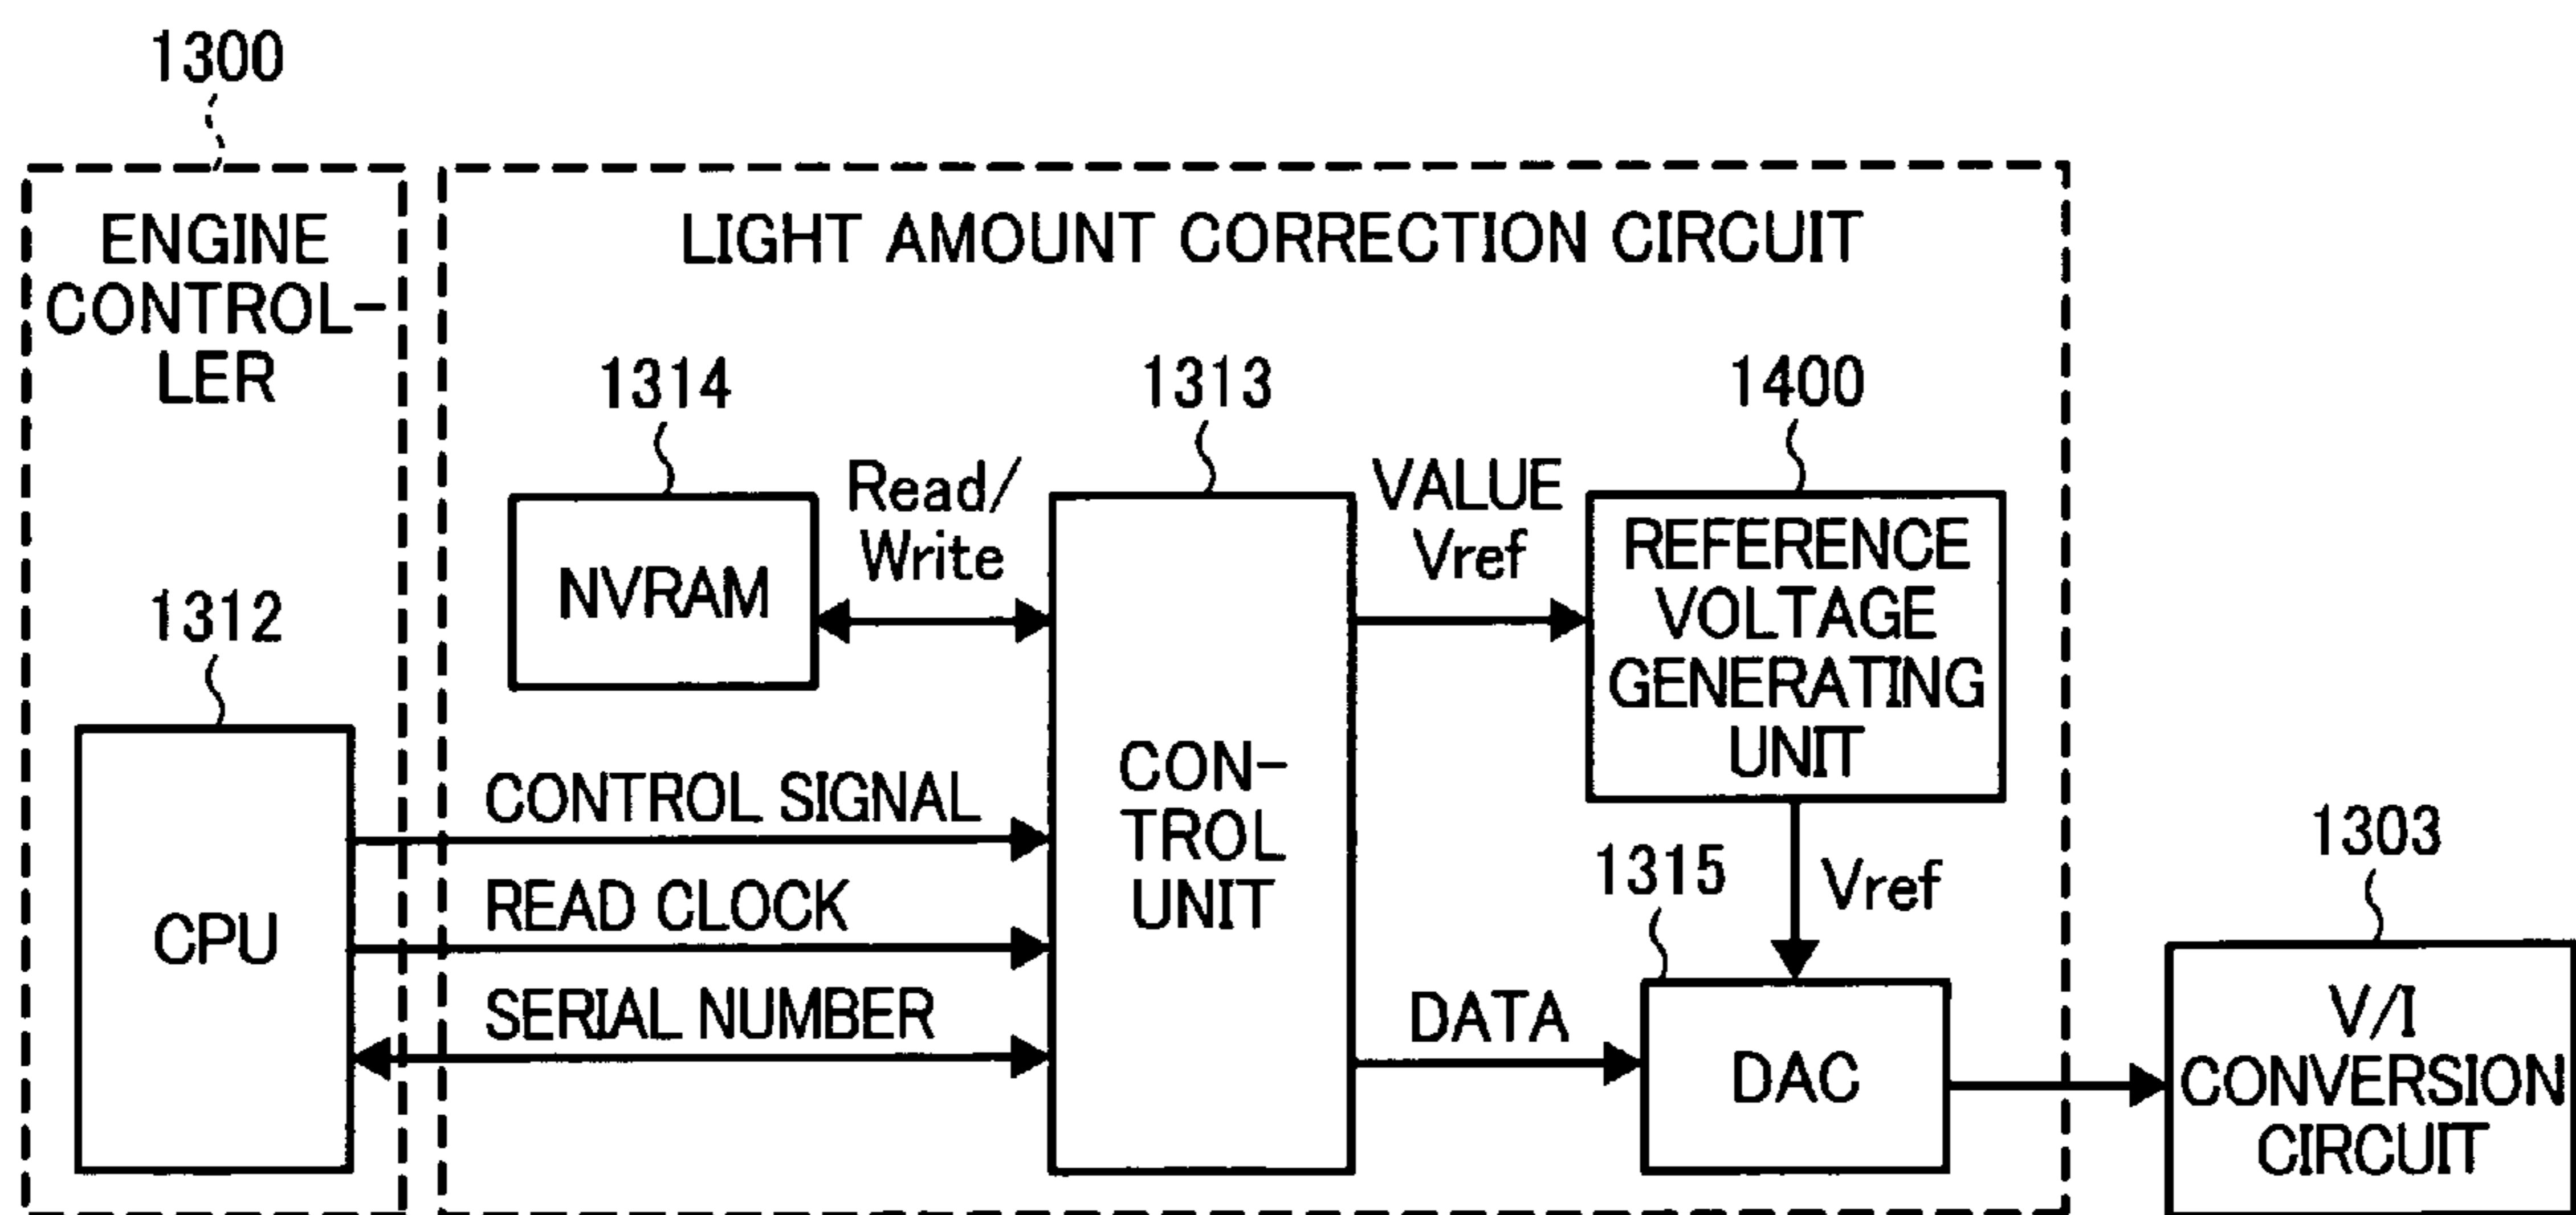 1300
ENGINE
CONTROL-
LER
LIGHT AMOUNT CORRECTION CIRCUIT
1314
1313
1400
Read/
Write
VALUE
Vref
NVRAM
REFERENCE
VOLTAGE
GENERATING
UNIT
1312
CPU
CONTROL SIGNAL
READ CLOCK
SERIAL NUMBER
CON-
TROL
UNIT
1315
Vref
DATA
DAC
1303
V/I
CONVERSION
CIRCUIT